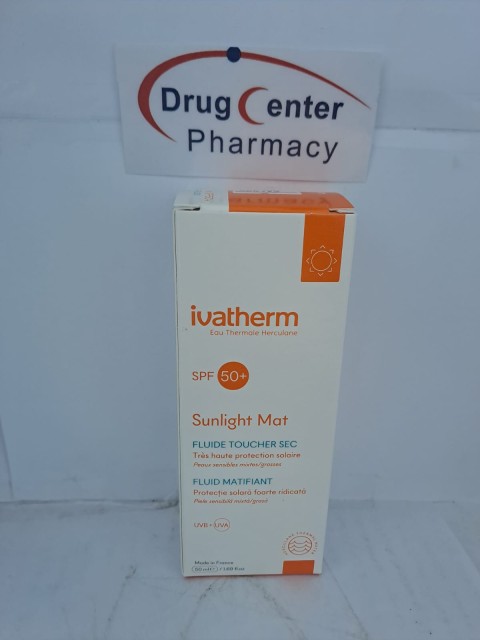 Drug Center
Pharmacy
ivatherm
Eau Thermale Herculane
SPF 50+
Sunlight Mat
FLUIDE TOUCHER SEC
Très haute protection solaire
Peaux sensibles mixtes/grasses
FLUID MATIFIANT
Protecție solară foarte ridicată
Piele sensibilă mixtă/grasă
UVB + UVA
Made in France